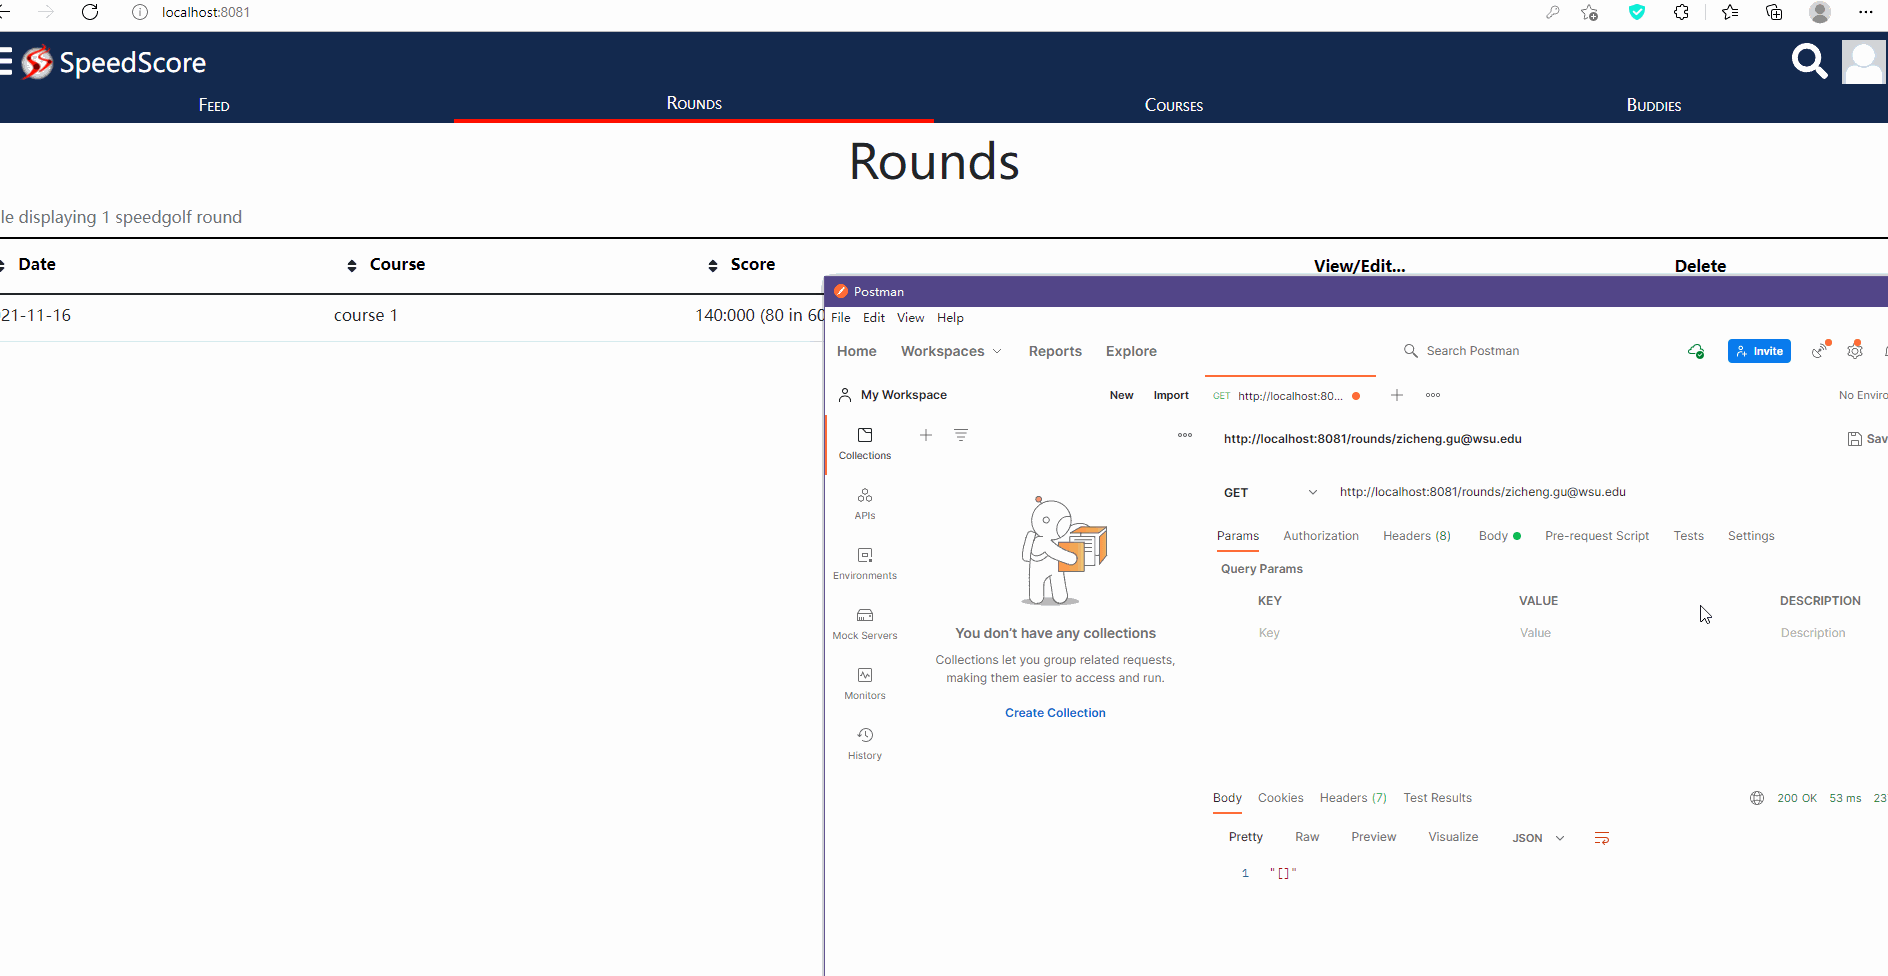 localhost:8081
SpeedScore
Feed Rounds Courses Buddies
Rounds
le displaying 1 speedgolf round
Date Course Score View/Edit... Delete
21-11-16 course 1 140:000 (80 in 60
Postman
File Edit View Help
Home Workspaces Reports Explore Search Postman Invite
My Workspace New Import GET http://localhost:80... No Enviro
Collections
http://localhost:8081/rounds/zicheng.gu@wsu.edu Sav
GET http://localhost:8081/rounds/zicheng.gu@wsu.edu
APIs
Params Authorization Headers (8) Body Pre-request Script Tests Settings
Query Params
Environments
KEY VALUE DESCRIPTION
Key Value Description
Mock Servers
You don't have any collections
Collections let you group related requests,
making them easier to access and run.
Monitors
Create Collection
History
Body Cookies Headers (7) Test Results 200 OK 53 ms 23
Pretty Raw Preview Visualize JSON
1 "[]"